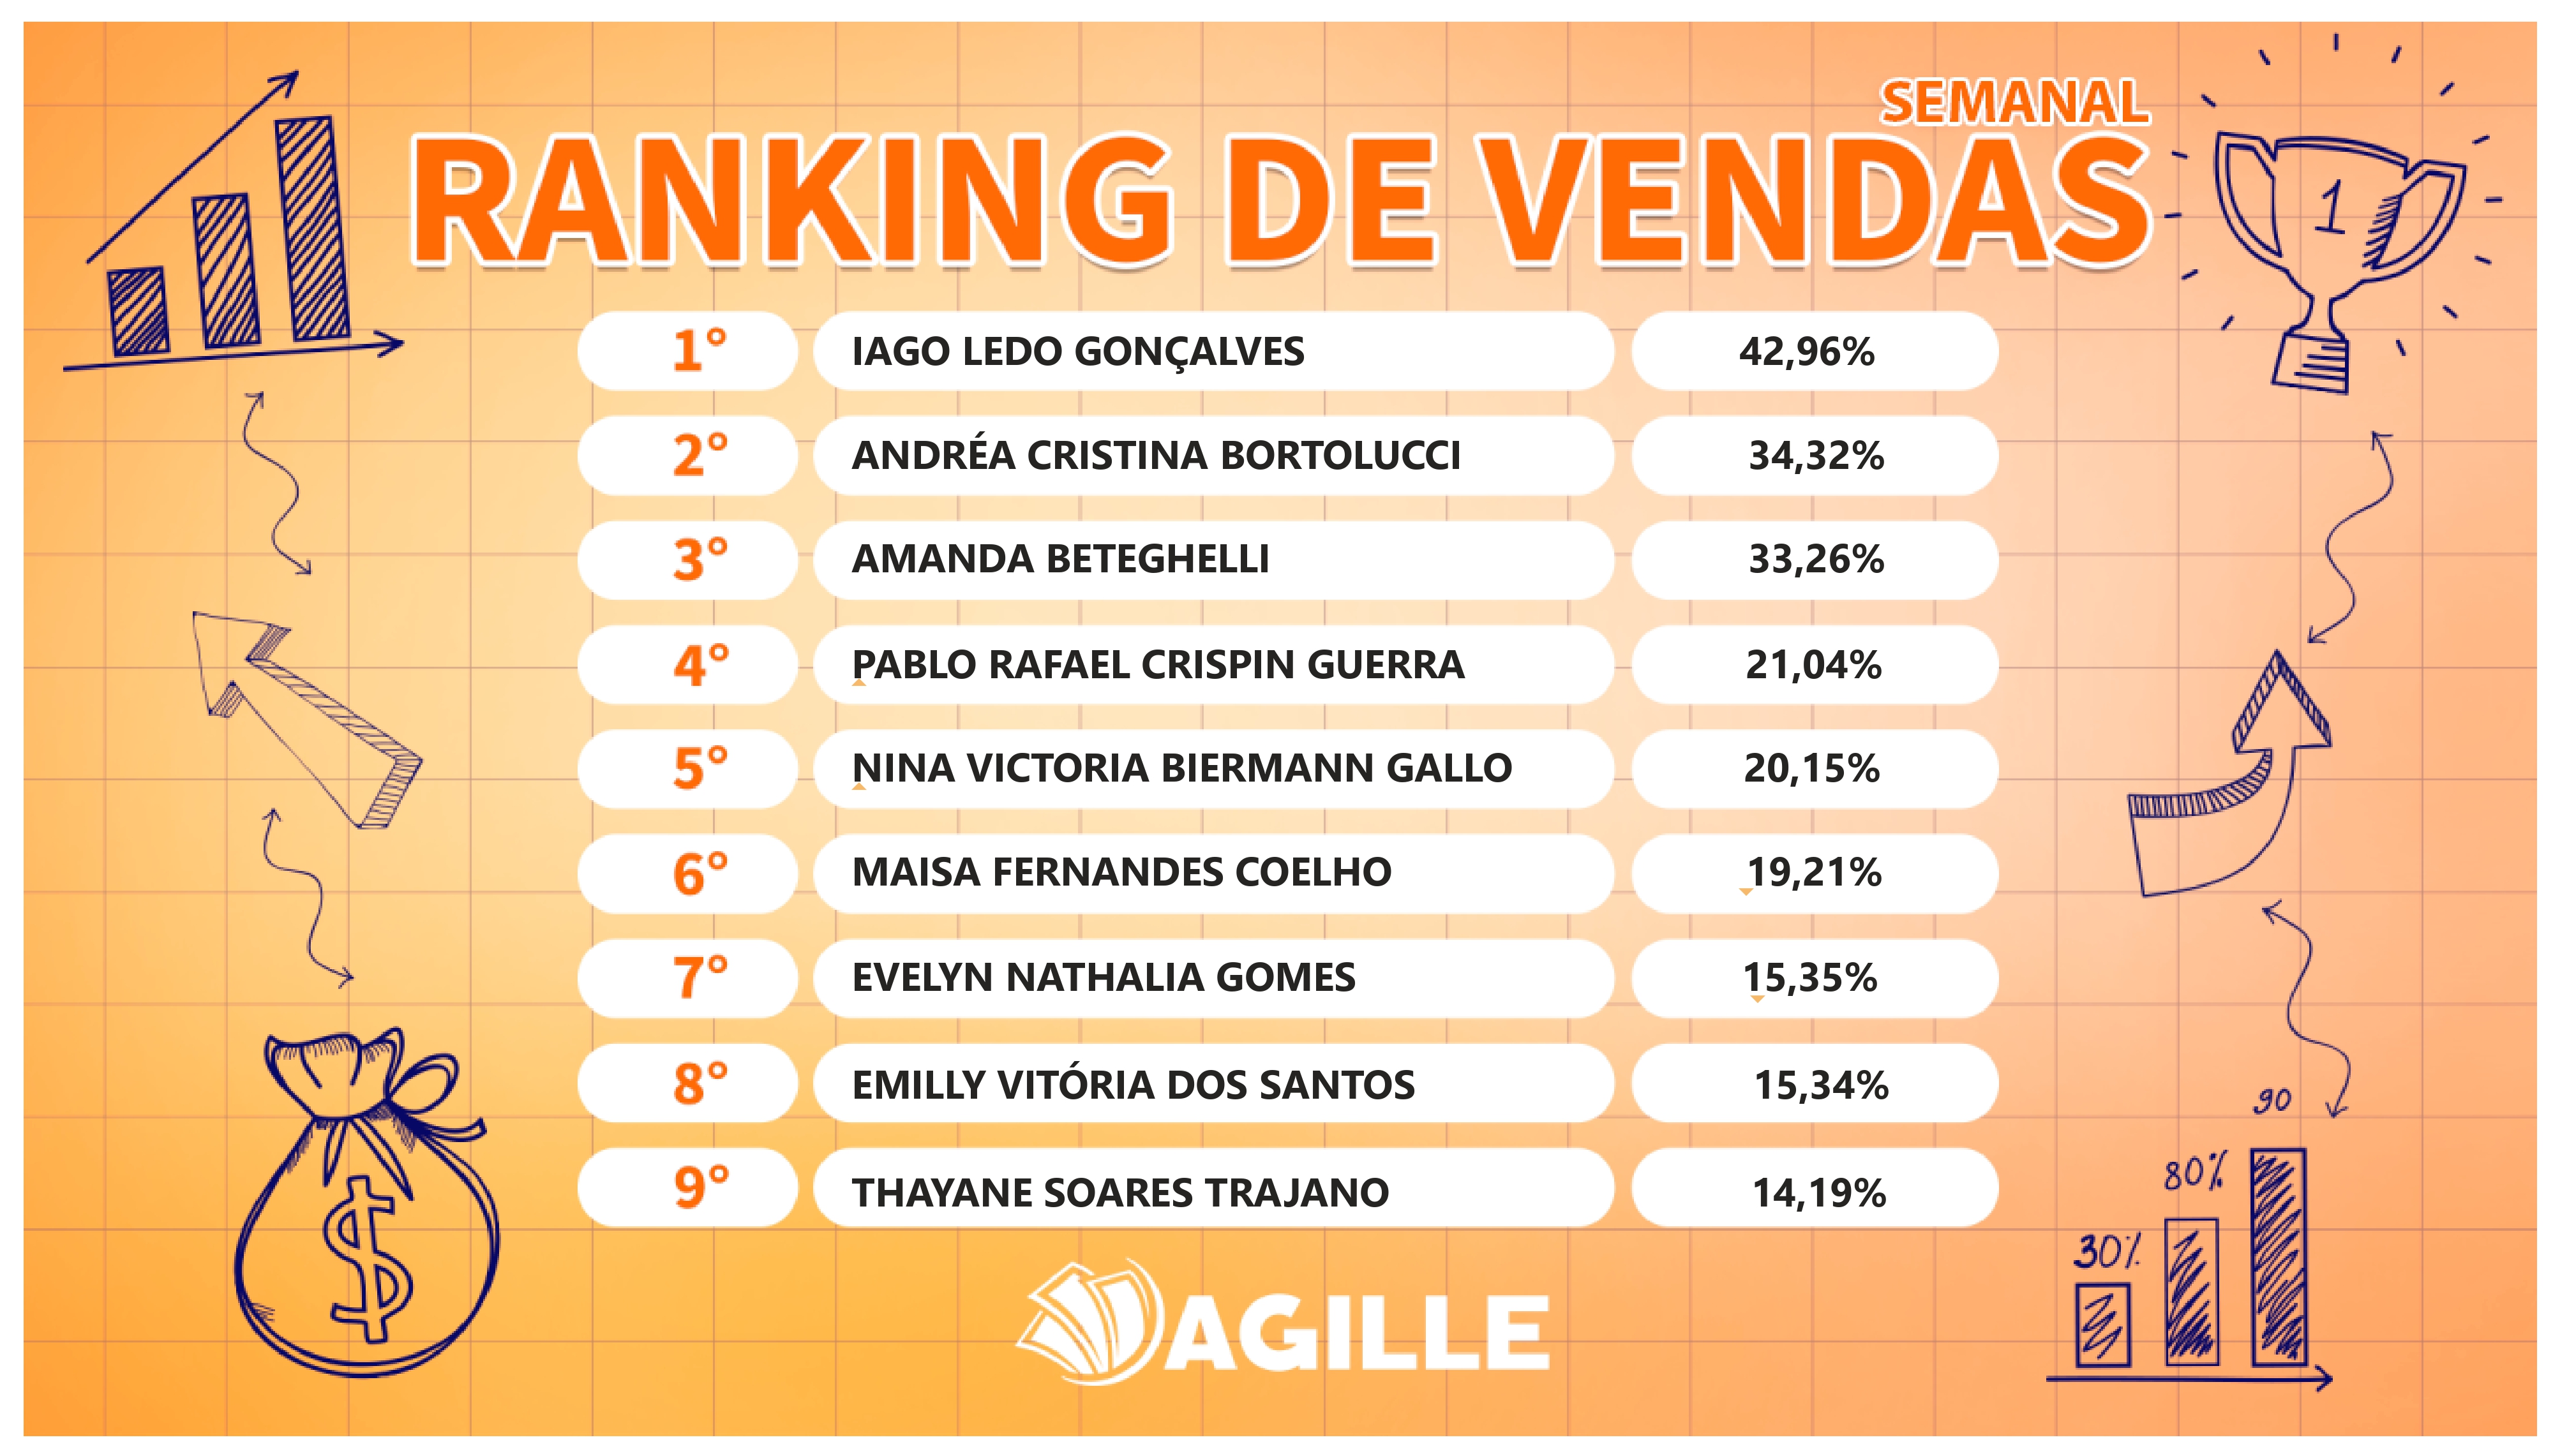 SEMANAL
RANKING DE VENDAS
1
1° IAGO LEDO GONÇALVES 42,96%
2° ANDRÉA CRISTINA BORTOLUCCI 34,32%
3° AMANDA BETEGHELLI 33,26%
4° PABLO RAFAEL CRISPIN GUERRA 21,04%
5° NINA VICTORIA BIERMANN GALLO 20,15%
6° MAISA FERNANDES COELHO 19,21%
7° EVELYN NATHALIA GOMES 15,35%
8° EMILLY VITÓRIA DOS SANTOS 15,34%
9° THAYANE SOARES TRAJANO 14,19%
$
90
80%
30%
AGILLE